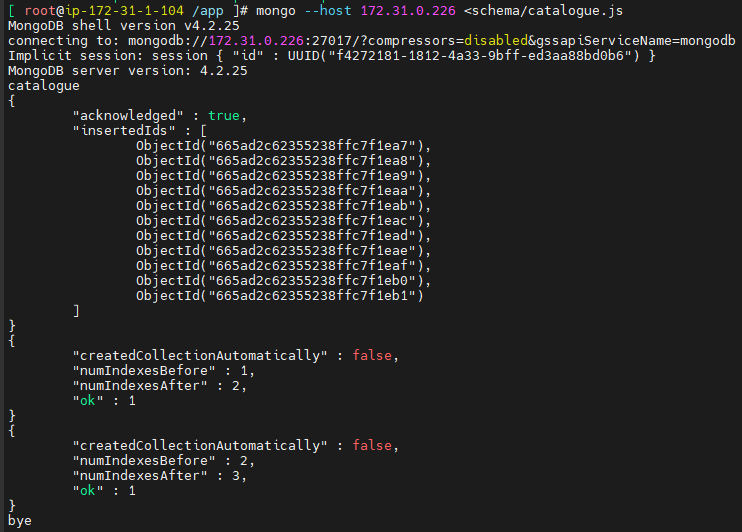 [ root@ip-172-31-1-104 /app ]# mongo --host 172.31.0.226 <schema/catalogue.js
MongoDB shell version v4.2.25
connecting to: mongodb://172.31.0.226:27017/?compressors=disabled&gssapiServiceName=mongodb
Implicit session: session { "id" : UUID("f4272181-1812-4a33-9bff-ed3aa88bd0b6") }
MongoDB server version: 4.2.25
catalogue
{
        "acknowledged" : true,
        "insertedIds" : [
                ObjectId("665ad2c62355238ffc7f1ea7"),
                ObjectId("665ad2c62355238ffc7f1ea8"),
                ObjectId("665ad2c62355238ffc7f1ea9"),
                ObjectId("665ad2c62355238ffc7f1eaa"),
                ObjectId("665ad2c62355238ffc7f1eab"),
                ObjectId("665ad2c62355238ffc7f1eac"),
                ObjectId("665ad2c62355238ffc7f1ead"),
                ObjectId("665ad2c62355238ffc7f1eae"),
                ObjectId("665ad2c62355238ffc7f1eaf"),
                ObjectId("665ad2c62355238ffc7f1eb0"),
                ObjectId("665ad2c62355238ffc7f1eb1")
        ]
}
{
        "createdCollectionAutomatically" : false,
        "numIndexesBefore" : 1,
        "numIndexesAfter" : 2,
        "ok" : 1
}
{
        "createdCollectionAutomatically" : false,
        "numIndexesBefore" : 2,
        "numIndexesAfter" : 3,
        "ok" : 1
}
bye